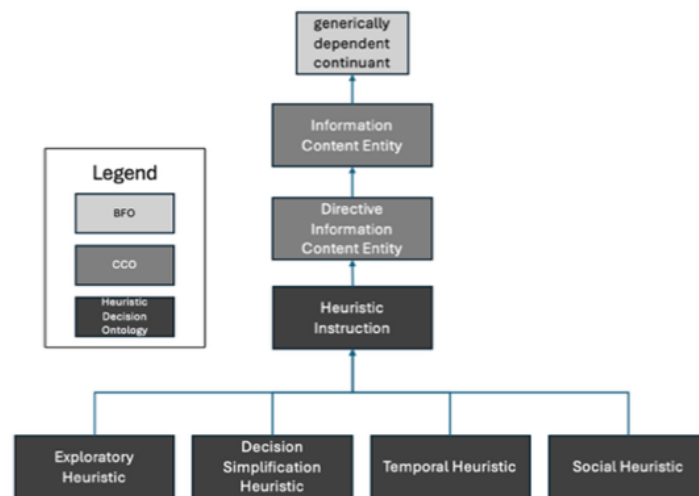 generically
dependent
continuant
Information
Content Entity
Legend
BFO
CCO
Heuristic
Decision
Ontology
Directive
Information
Content Entity
Heuristic
Instruction
Exploratory
Heuristic
Decision
Simplification
Heuristic
Temporal Heuristic
Social Heuristic